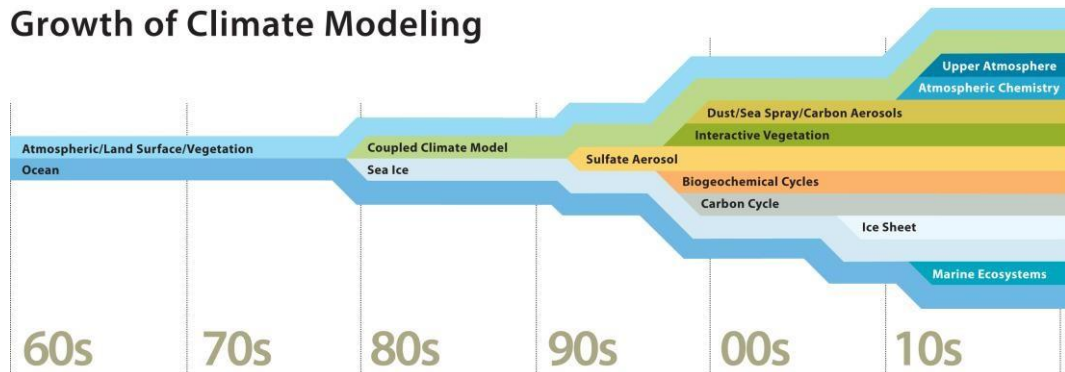 Growth of Climate Modeling
Upper Atmosphere
Atmospheric Chemistry
Dust/Sea Spray/Carbon Aerosols
Interactive Vegetation
Atmospheric/Land Surface/Vegetation
Coupled Climate Model
Sulfate Aerosol
Ocean
Sea Ice
Biogeochemical Cycles
Carbon Cycle
Ice Sheet
Marine Ecosystems
60s 70s 80s 90s 00s 10s